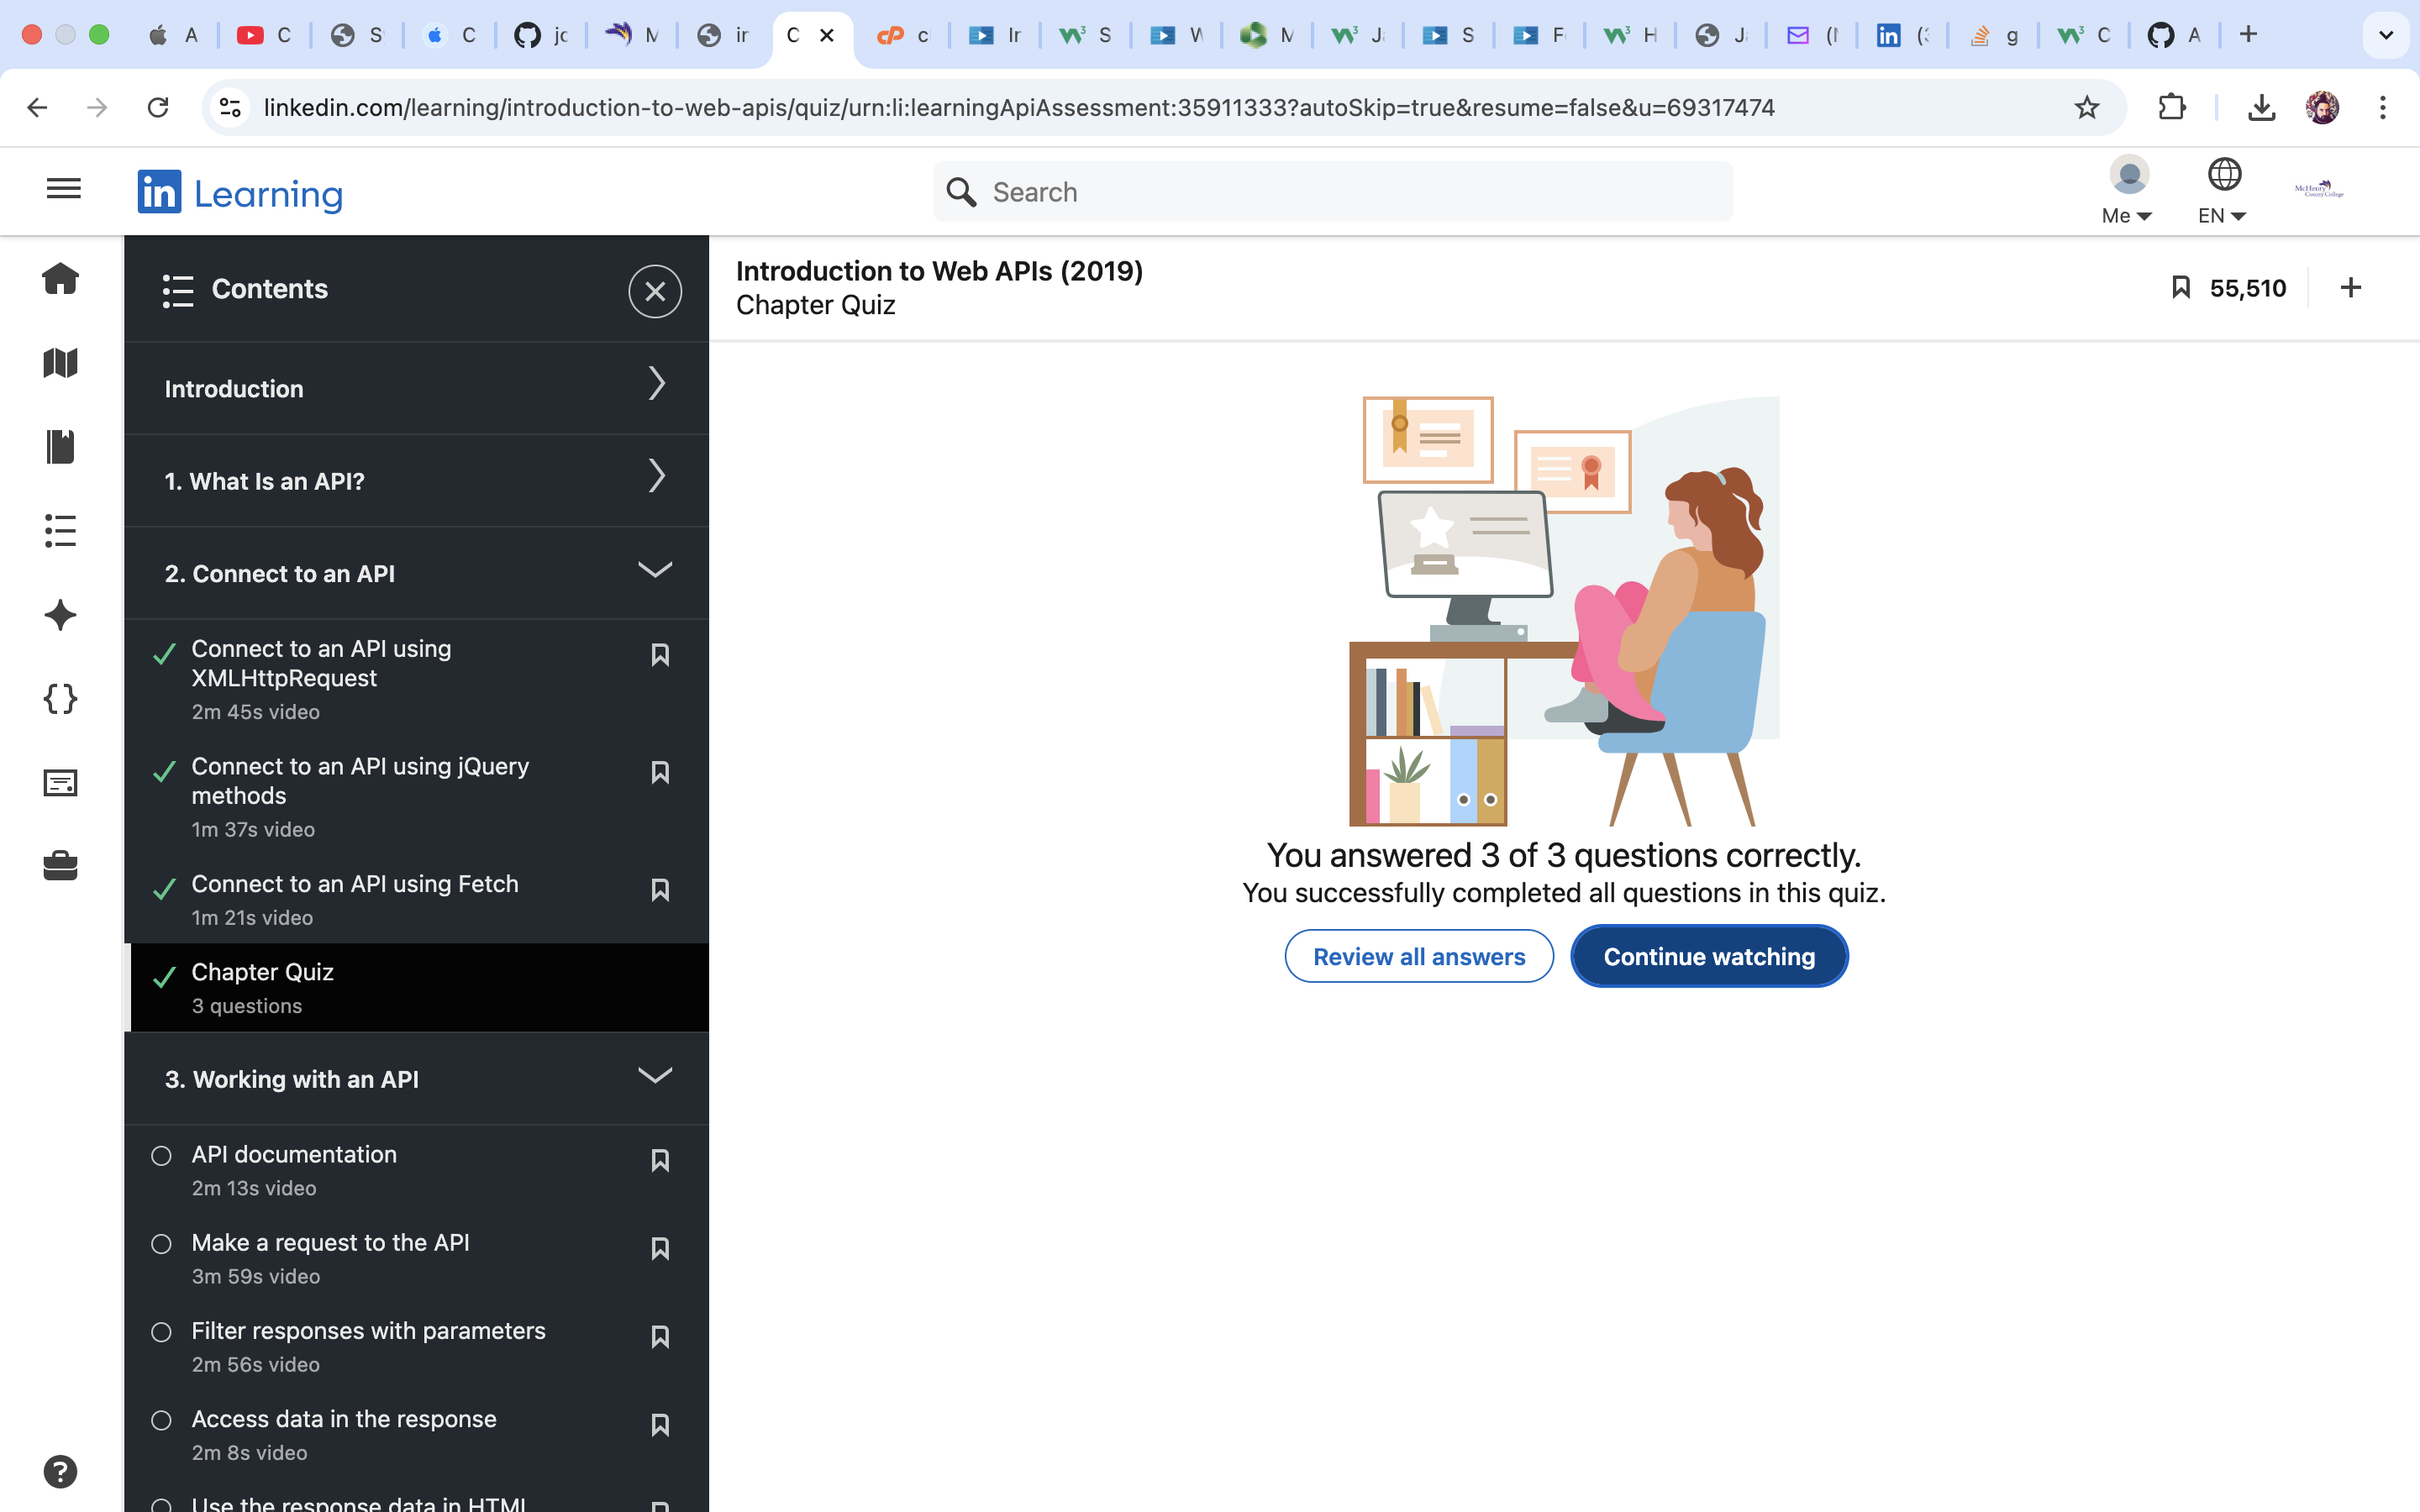 A
C
S
C
jc
M
ir
C
c
Ir
S
W
M
J
S
F
H
J
(
(
g
C
A
linkedin.com/learning/introduction-to-web-apis/quiz/urn:li:learningApiAssessment:35911333?autoSkip=true&resume=false&u=69317474
in Learning
Search
Me
EN
McHenry
County College
Contents
Introduction
1. What Is an API?
2. Connect to an API
Connect to an API using
XMLHttpRequest
2m 45s video
Connect to an API using jQuery
methods
1m 37s video
Connect to an API using Fetch
1m 21s video
Chapter Quiz
3 questions
3. Working with an API
API documentation
2m 13s video
Make a request to the API
3m 59s video
Filter responses with parameters
2m 56s video
Access data in the response
2m 8s video
Use the response data in HTML
Introduction to Web APIs (2019)
Chapter Quiz
55,510
You answered 3 of 3 questions correctly.
You successfully completed all questions in this quiz.
Review all answers
Continue watching